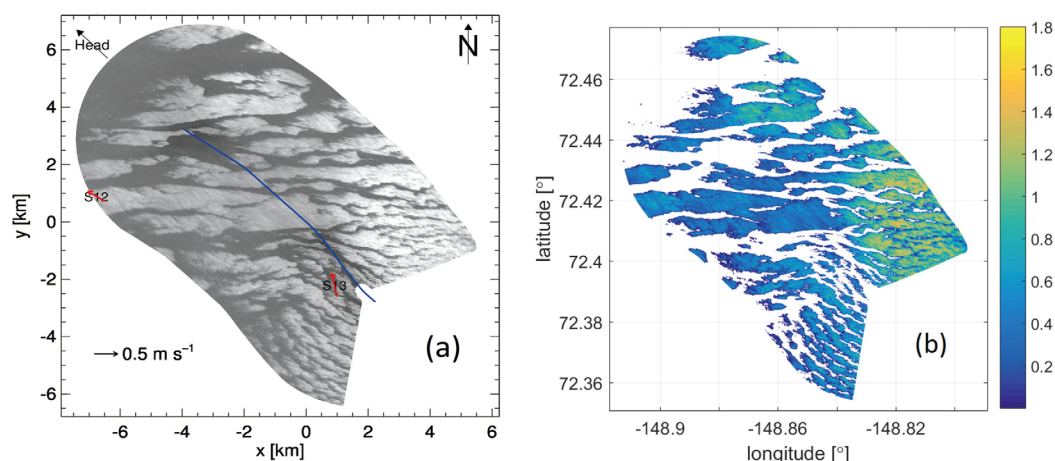 6
4
2
0
-2
-4
-6
y [km]
Head
N
S12
S13
0.5 m s⁻¹
(a)
-6
-4
-2
0
2
4
6
x [km]
72.46
72.44
72.42
72.4
72.38
72.36
latitude [°]
(b)
-148.9
-148.86
-148.82
longitude [°]
1.8
1.6
1.4
1.2
1
0.8
0.6
0.4
0.2